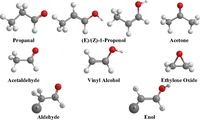 Propanal (E)/(Z)-1-Propenol Acetone
Acetaldehyde Vinyl Alcohol Ethylene Oxide
Aldehyde Enol